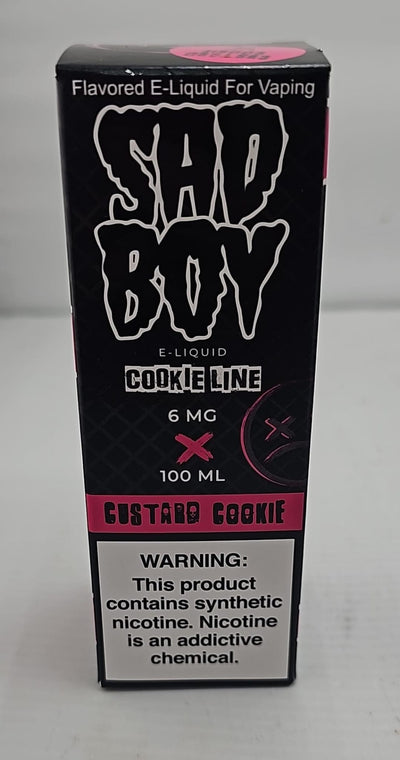 Flavored E-Liquid For Vaping
SAD
BOY
E-LIQUID
COOKIE LINE
6 MG
X
100 ML
CUSTARD COOKIE
WARNING:
This product
contains synthetic
nicotine. Nicotine
is an addictive
chemical.